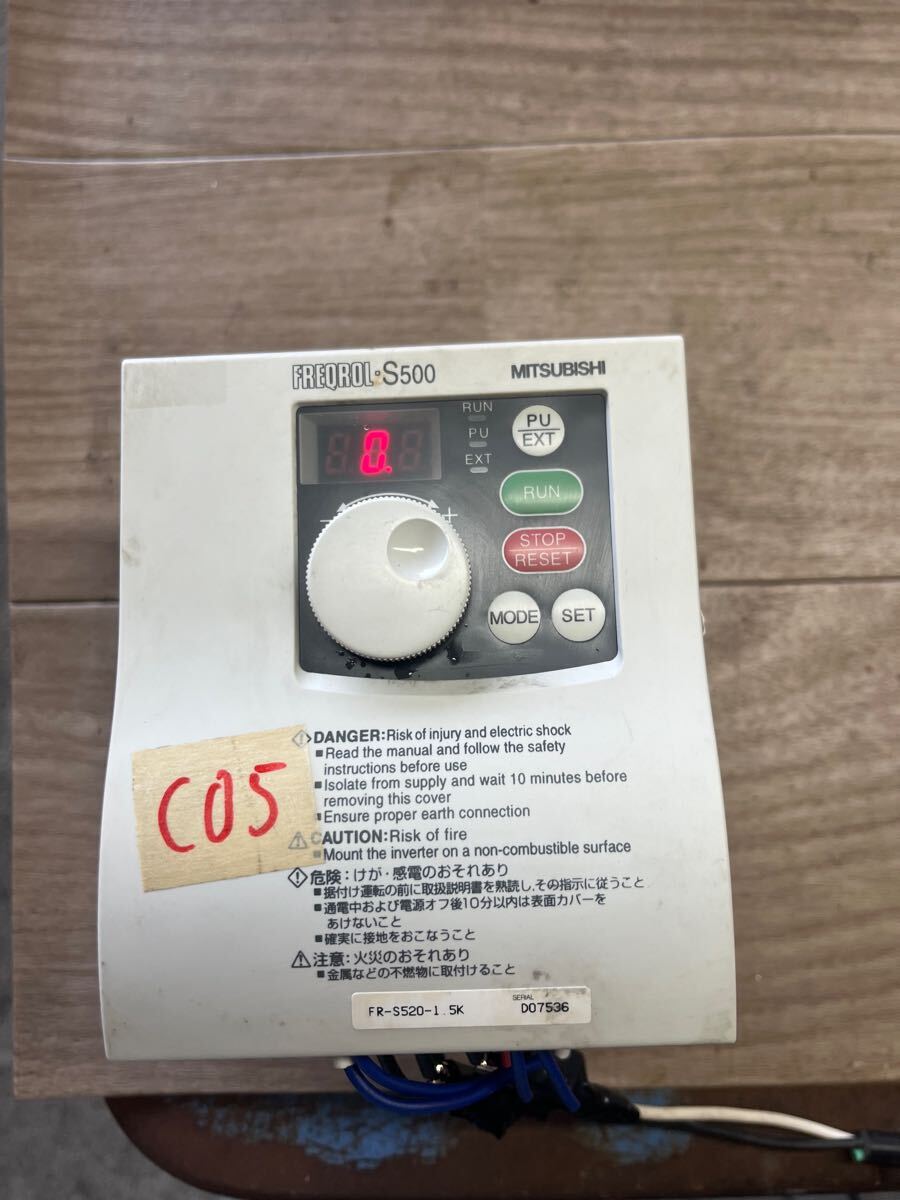 FREQROL-S500 MITSUBISHI
0.
RUN
PU
EXT
PU
EXT
RUN
STOP
RESET
- +
MODE SET
DANGER:Risk of injury and electric shock
■Read the manual and follow the safety
instructions before use
■Isolate from supply and wait 10 minutes before
removing this cover
■Ensure proper earth connection
CAUTION:Risk of fire
■Mount the inverter on a non-combustible surface
危険:けが・感電のおそれあり
■据付け運転の前に取扱説明書を熟読し、その指示に従うこと
■通電中および電源オフ後10分以内は表面カバーを
あけないこと
■確実に接地をおこなうこと
注意:火災のおそれあり
■金属などの不燃物に取付けること
C05
FR-S520-1.5K SERIAL D07536